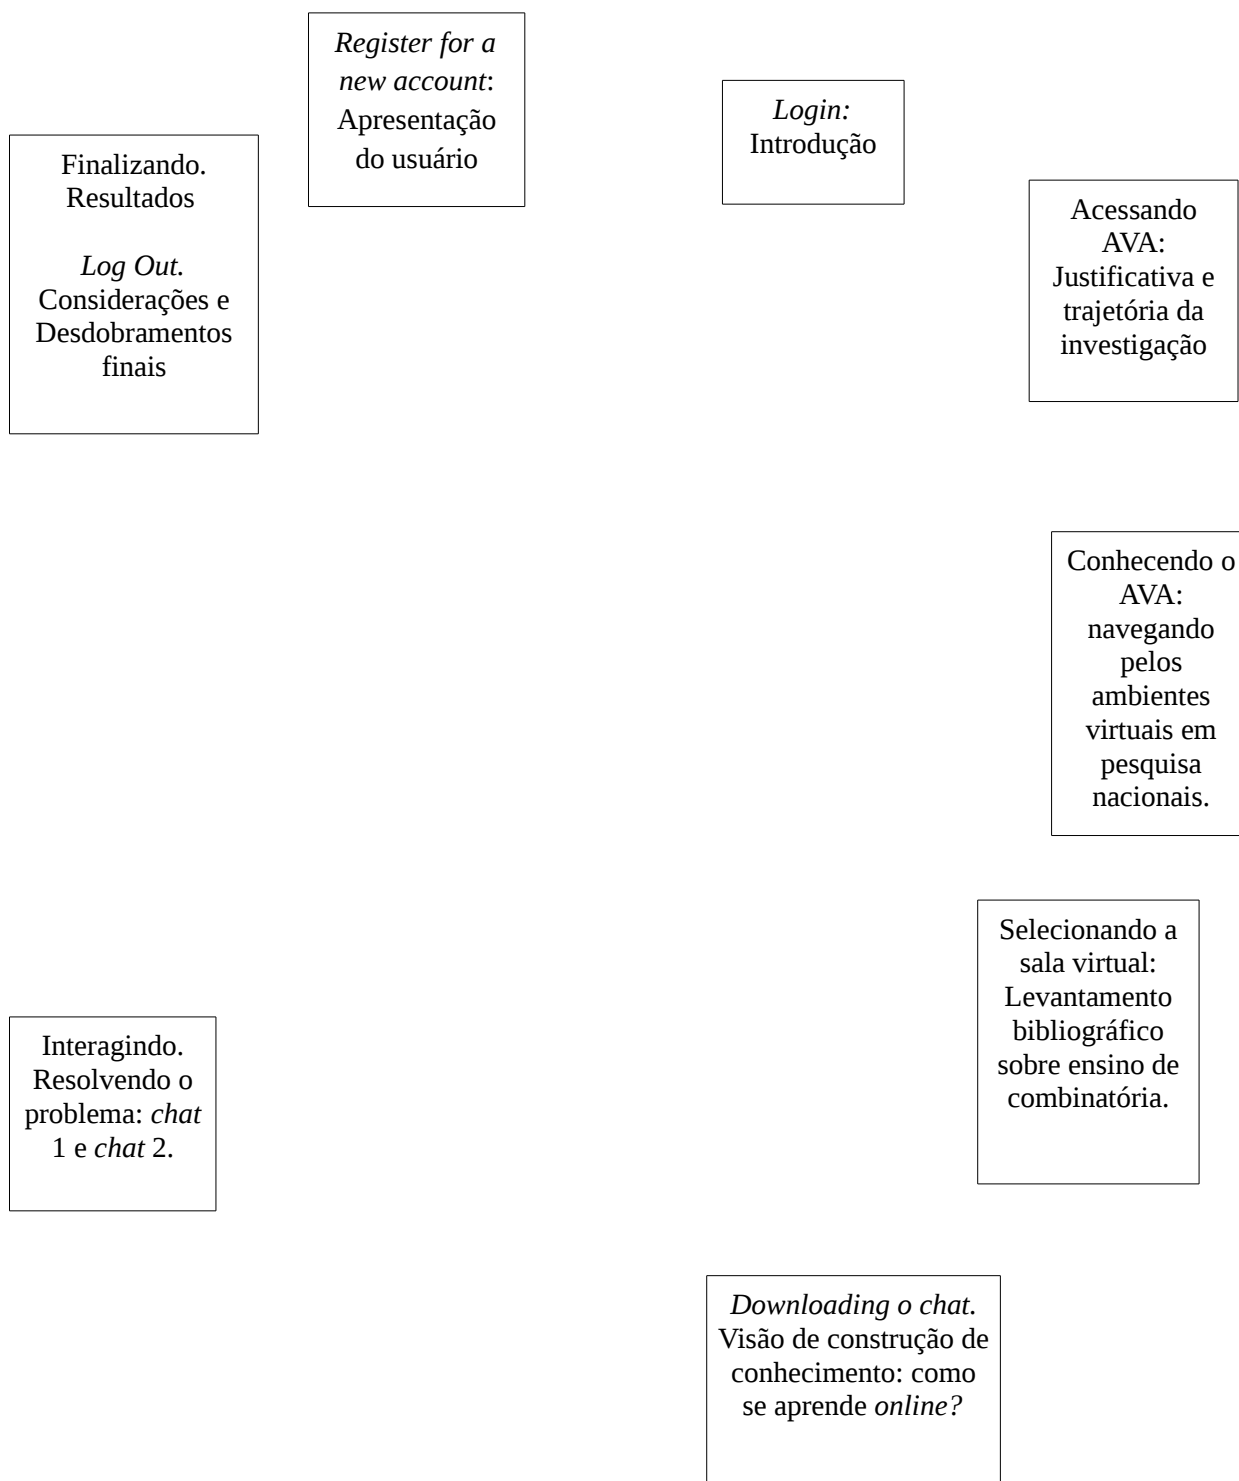 Register for a
new account:
Apresentação
do usuário
Login:
Introdução
Acessando
AVA:
Justificativa e
trajetória da
investigação
Conhecendo o
AVA:
navegando
pelos
ambientes
virtuais em
pesquisa
nacionais.
Selecionando a
sala virtual:
Levantamento
bibliográfico
sobre ensino de
combinatória.
Downloading o chat.
Visão de construção de
conhecimento: como
se aprende online?
Interagindo.
Resolvendo o
problema: chat
1 e chat 2.
Finalizando.
Resultados
Log Out.
Considerações e
Desdobramentos
finais